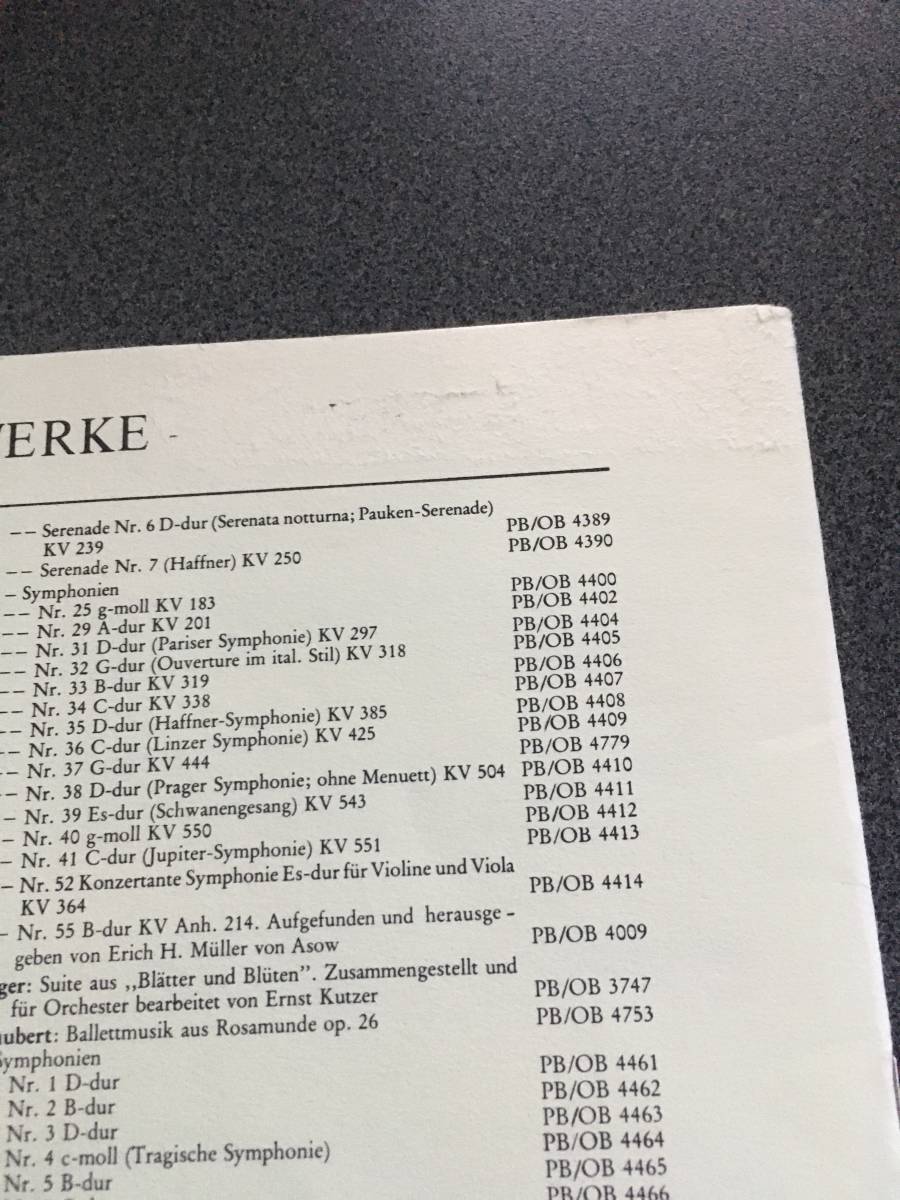 WERKE -
-- Serenade Nr. 6 D-dur (Serenata notturna; Pauken-Serenade)
KV 239 PB/OB 4389
-- Serenade Nr. 7 (Haffner) KV 250 PB/OB 4390
- Symphonien
-- Nr. 25 g-moll KV 183 PB/OB 4400
-- Nr. 29 A-dur KV 201 PB/OB 4402
-- Nr. 31 D-dur (Pariser Symphonie) KV 297 PB/OB 4404
-- Nr. 32 G-dur (Ouverture im ital. Stil) KV 318 PB/OB 4405
-- Nr. 33 B-dur KV 319 PB/OB 4406
-- Nr. 34 C-dur KV 338 PB/OB 4407
-- Nr. 35 D-dur (Haffner-Symphonie) KV 385 PB/OB 4408
-- Nr. 36 C-dur (Linzer Symphonie) KV 425 PB/OB 4409
-- Nr. 37 G-dur KV 444 PB/OB 4779
- Nr. 38 D-dur (Prager Symphonie; ohne Menuett) KV 504 PB/OB 4410
- Nr. 39 Es-dur (Schwanengesang) KV 543 PB/OB 4411
- Nr. 40 g-moll KV 550 PB/OB 4412
- Nr. 41 C-dur (Jupiter-Symphonie) KV 551 PB/OB 4413
- Nr. 52 Konzertante Symphonie Es-dur für Violine und Viola
KV 364 PB/OB 4414
- Nr. 55 B-dur KV Anh. 214. Aufgefunden und herausge-
geben von Erich H. Müller von Asow PB/OB 4009
ger: Suite aus ,,Blätter und Blüten". Zusammengestellt und
für Orchester bearbeitet von Ernst Kutzer PB/OB 3747
ubert: Ballettmusik aus Rosamunde op. 26 PB/OB 4753
Symphonien
Nr. 1 D-dur PB/OB 4461
Nr. 2 B-dur PB/OB 4462
Nr. 3 D-dur PB/OB 4463
Nr. 4 c-moll (Tragische Symphonie) PB/OB 4464
Nr. 5 B-dur PB/OB 4465
PB/OB 4466